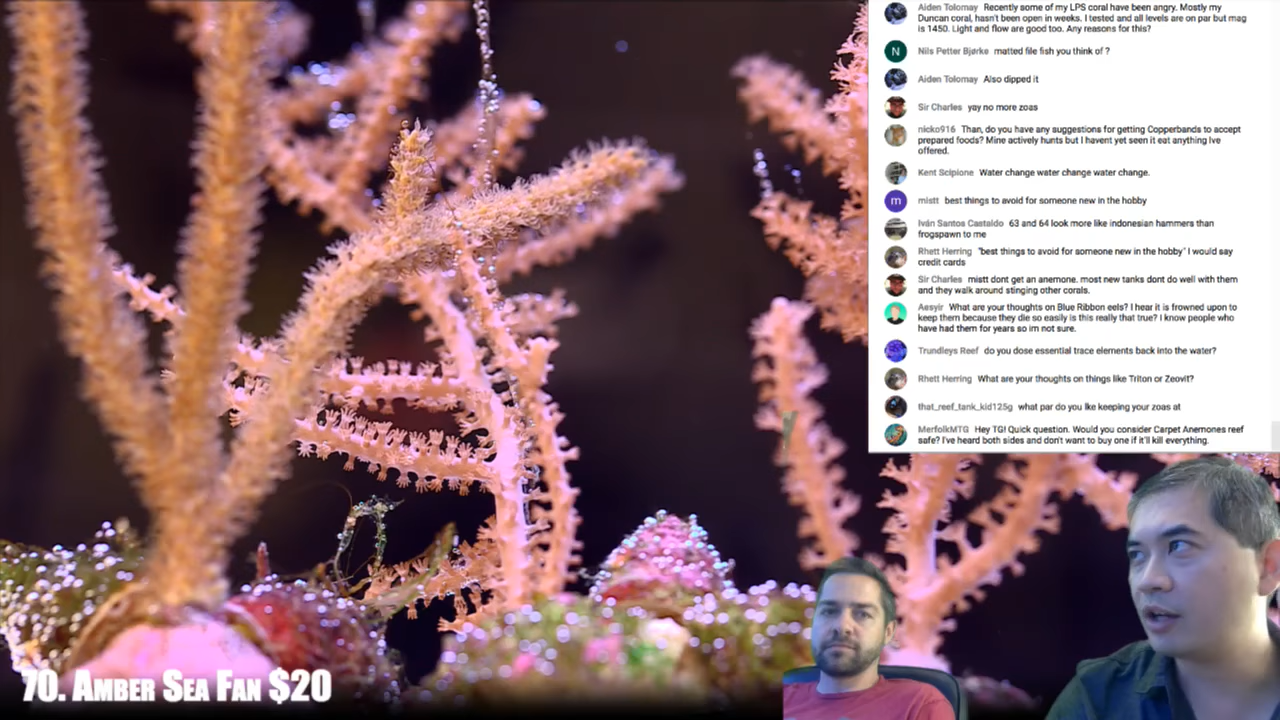 Aiden Tolomay Recently some of my LPS coral have been angry. Mostly my
Duncan coral, hasn't been open in weeks. I tested and all levels are on par but mag
is 1450. Light and flow are good too. Any reasons for this?
N Nils Petter Bjørke matted file fish you think of ?
Aiden Tolomay Also dipped it
Sir Charles yay no more zoas
nicko916 Than, do you have any suggestions for getting Copperbands to accept
prepared foods? Mine actively hunts but I havent yet seen it eat anything Ive
offered.
Kent Scipione Water change water change water change.
m mistt best things to avoid for someone new in the hobby
Iván Santos Castaldo 63 and 64 look more like indonesian hammers than
frogspawn to me
Rhett Herring "best things to avoid for someone new in the hobby" I would say
credit cards
Sir Charles mistt dont get an anemone. most new tanks dont do well with them
and they walk around stinging other corals.
Aesyir What are your thoughts on Blue Ribbon eels? I hear it is frowned upon to
keep them because they die so easily is this really that true? I know people who
have had them for years so im not sure.
Trundleys Reef do you dose essential trace elements back into the water?
Rhett Herring What are your thoughts on things like Triton or Zeovit?
that_reef_tank_kid125g what par do you lke keeping your zoas at
MerfolkMTG Hey TG! Quick question. Would you consider Carpet Anemones reef
safe? I've heard both sides and don't want to buy one if it'll kill everything.
70. Amber Sea Fan $20